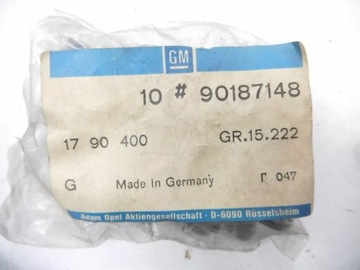 GM
10 # 90187148
17 90 400 GR.15.222
G Made in Germany r 047
Adam Opel Aktiengesellschaft · D-6090 Rüsselsheim